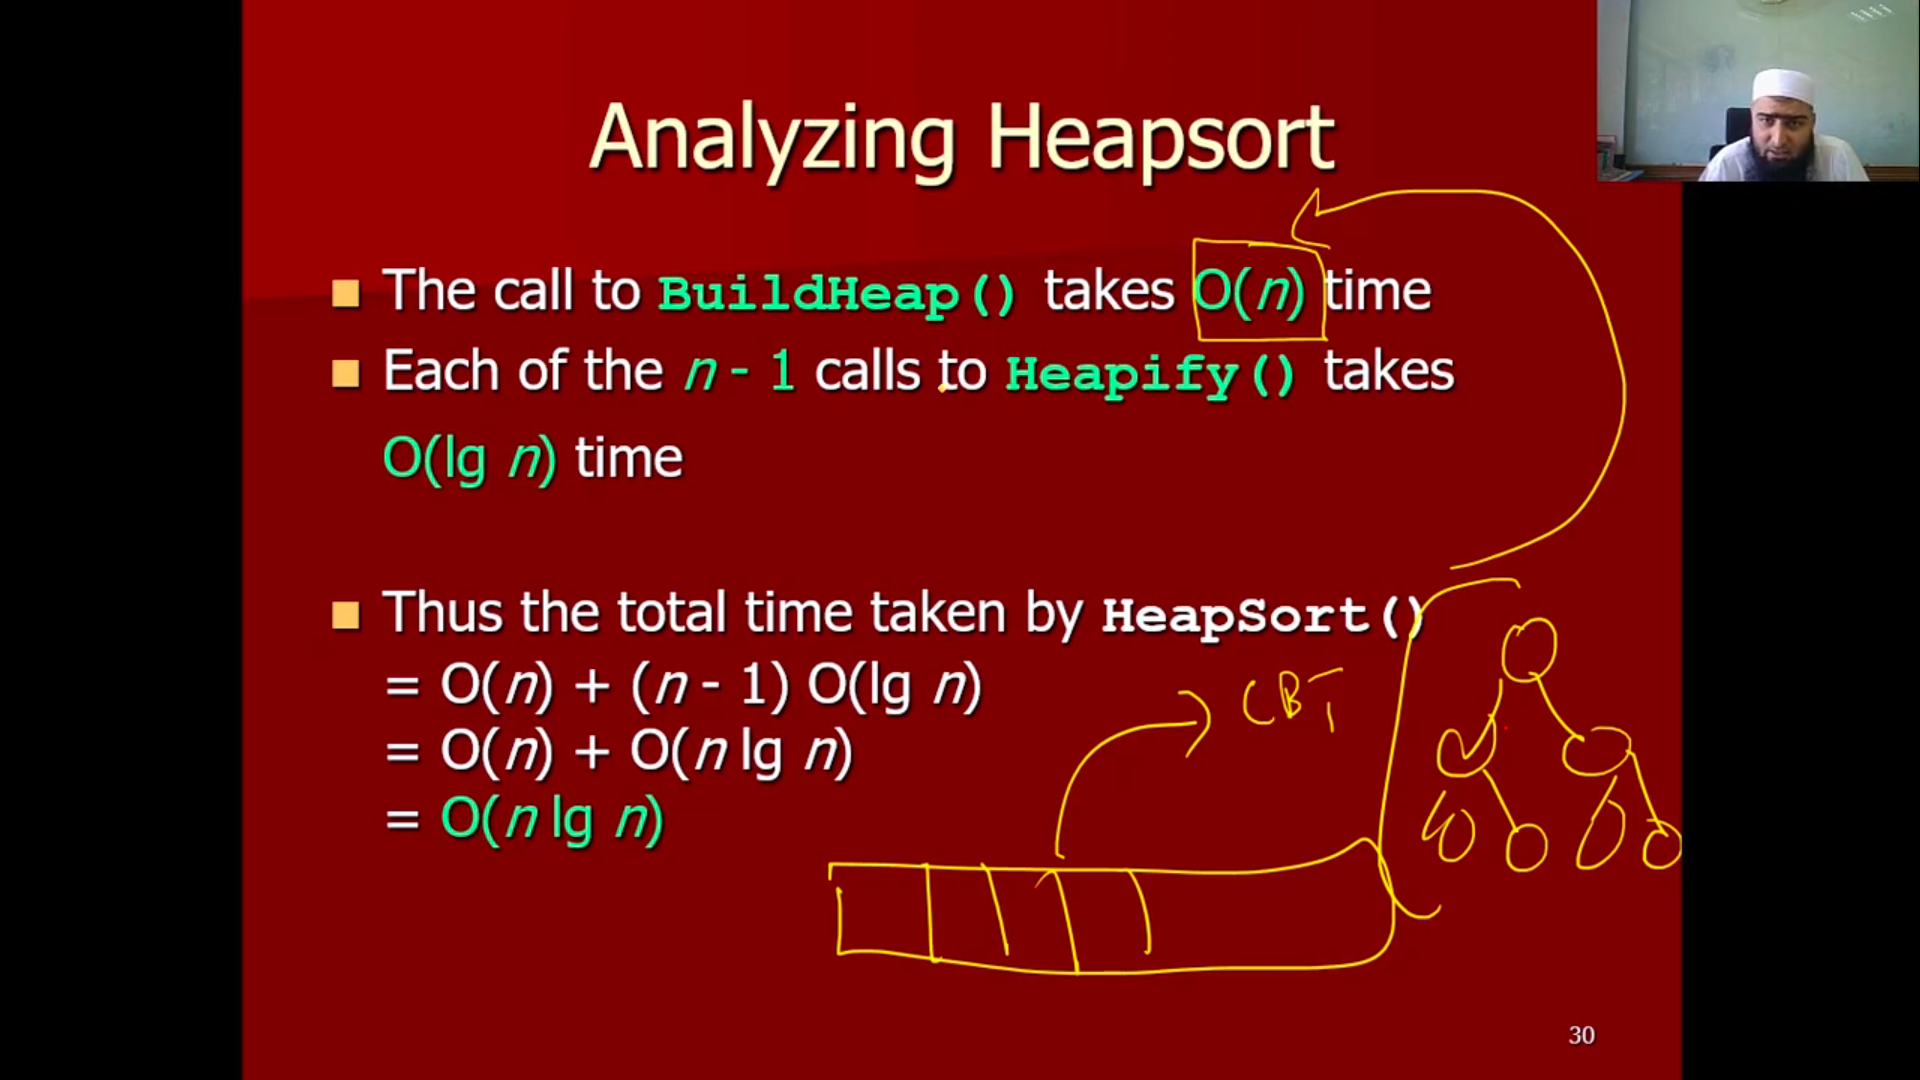 Analyzing Heapsort
The call to BuildHeap() takes O(n) time
Each of the n - 1 calls to Heapify() takes
O(lg n) time
Thus the total time taken by HeapSort()
= O(n) + (n - 1) O(lg n)
= O(n) + O(n lg n)
= O(n lg n)
CBT
30